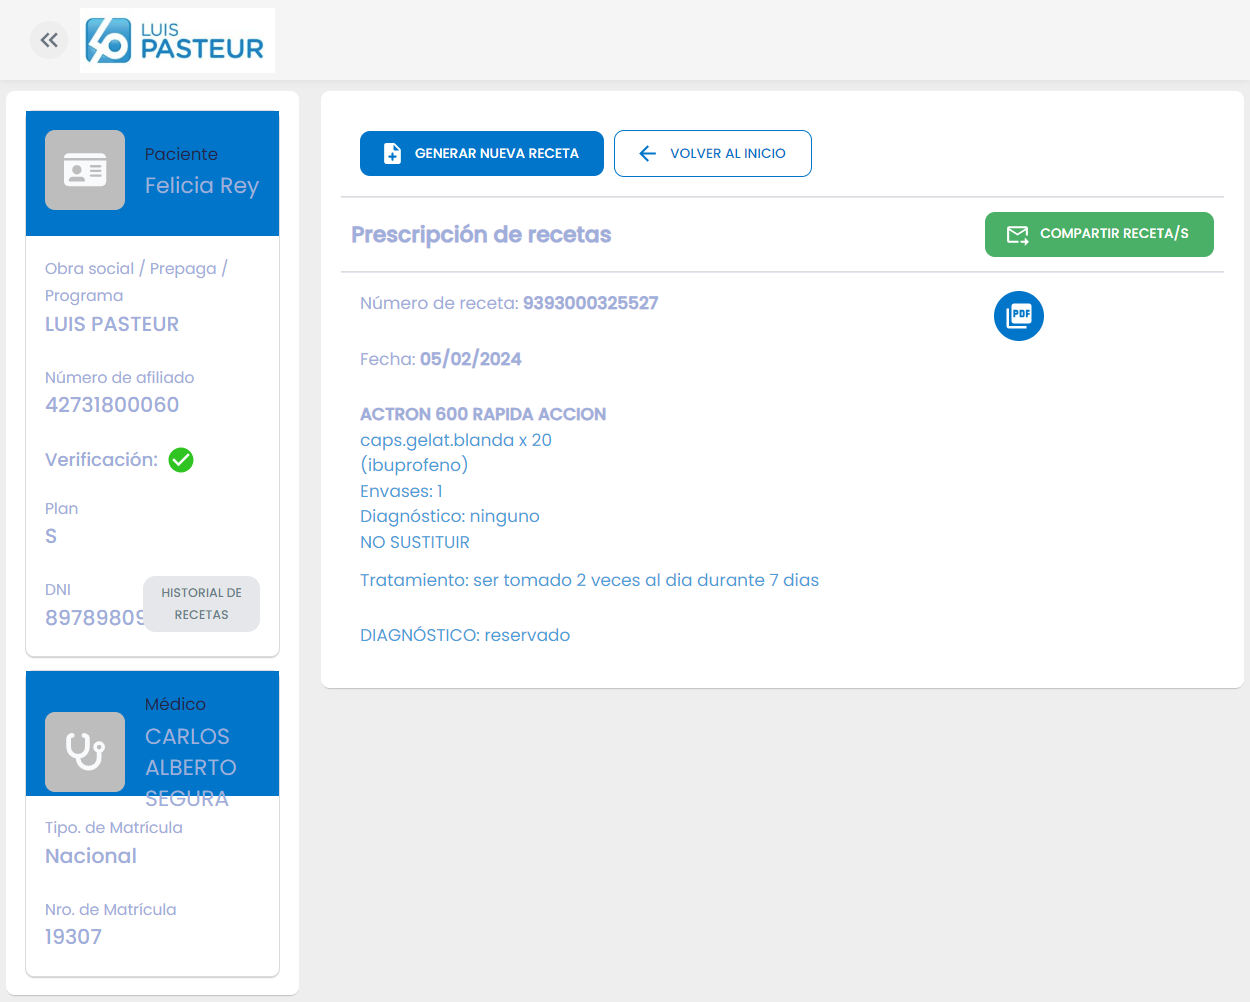 LUIS
PASTEUR
Paciente
Felicia Rey
Obra social / Prepaga /
Programa
LUIS PASTEUR
Número de afiliado
42731800060
Verificación:
Plan
S
DNI
89789809
HISTORIAL DE
RECETAS
Médico
CARLOS
ALBERTO
SEGURA
Tipo. de Matrícula
Nacional
Nro. de Matrícula
19307
GENERAR NUEVA RECETA
VOLVER AL INICIO
Prescripción de recetas
COMPARTIR RECETA/S
Número de receta: 9393000325527
PDF
Fecha: 05/02/2024
ACTRON 600 RAPIDA ACCION
caps.gelat.blanda x 20
(ibuprofeno)
Envases: 1
Diagnóstico: ninguno
NO SUSTITUIR
Tratamiento: ser tomado 2 veces al dia durante 7 dias
DIAGNÓSTICO: reservado